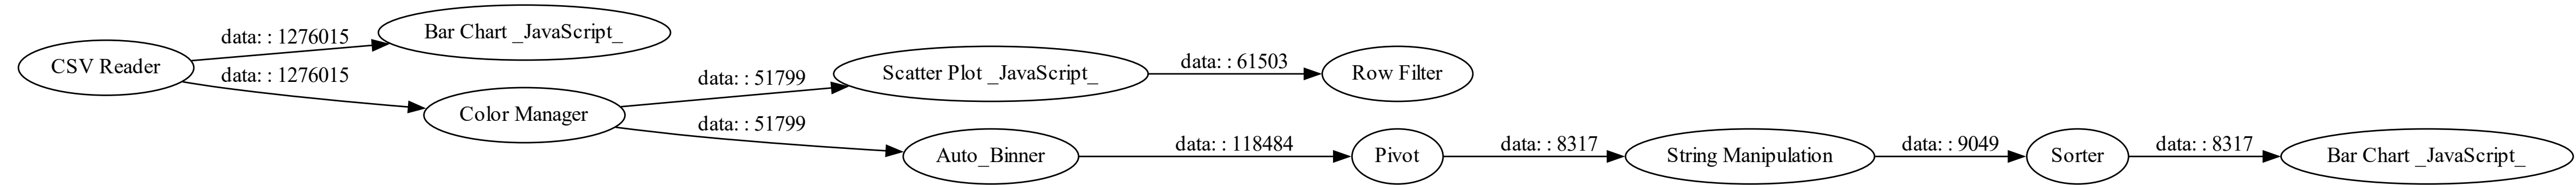 CSV Reader
data: : 1276015
Bar Chart _JavaScript_
data: : 1276015
Color Manager
data: : 51799
Scatter Plot _JavaScript_
data: : 61503
Row Filter
data: : 51799
Auto_Binner
data: : 118484
Pivot
data: : 8317
String Manipulation
data: : 9049
Sorter
data: : 8317
Bar Chart _JavaScript_